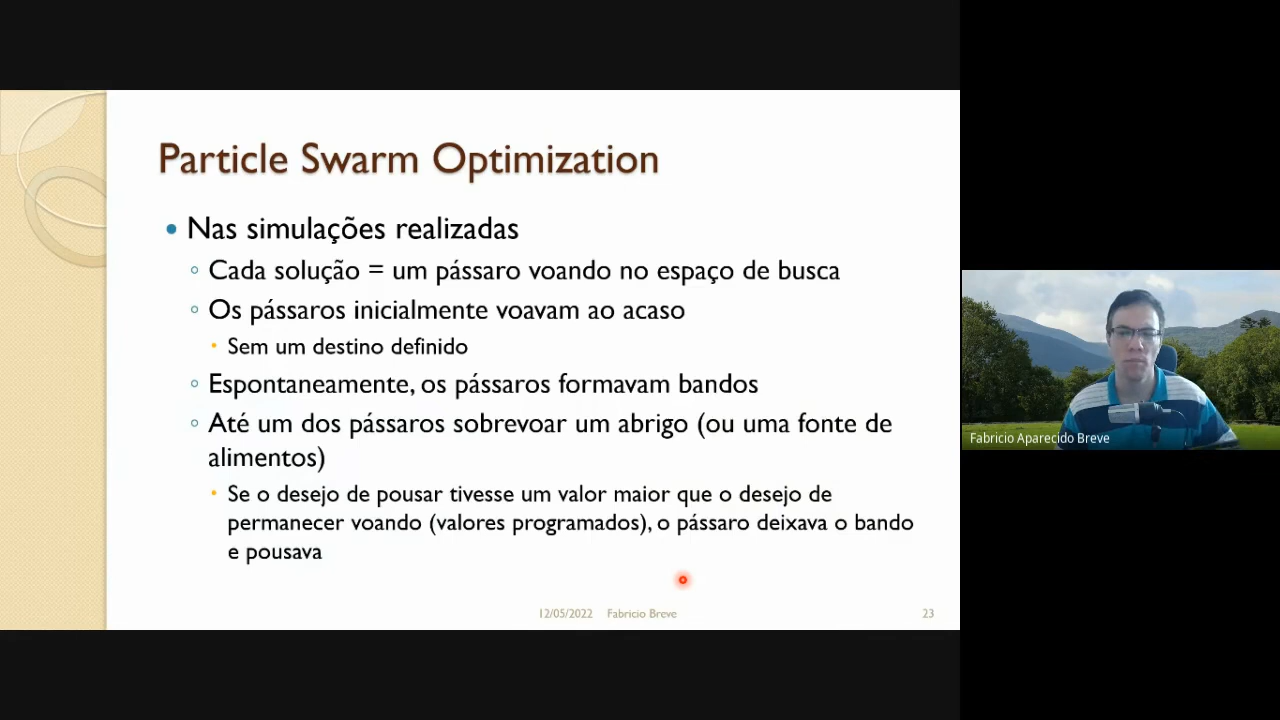 Particle Swarm Optimization
Nas simulações realizadas
Cada solução = um pássaro voando no espaço de busca
Os pássaros inicialmente voavam ao acaso
Sem um destino definido
Espontaneamente, os pássaros formavam bandos
Até um dos pássaros sobrevoar um abrigo (ou uma fonte de
alimentos)
Se o desejo de pousar tivesse um valor maior que o desejo de
permanecer voando (valores programados), o pássaro deixava o bando
e pousava
12/05/2022 Fabricio Breve 23
Fabricio Aparecido Breve